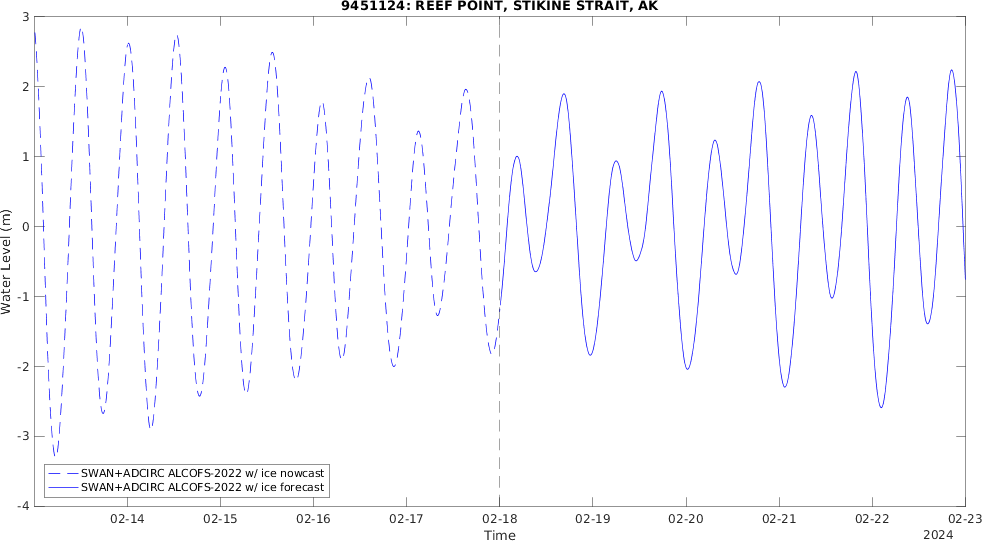 9451124: REEF POINT, STIKINE STRAIT, AK
3
2
1
0
-1
-2
-3
-4
Water Level (m)
SWAN+ADCIRC ALCOFS-2022 w/ ice nowcast
SWAN+ADCIRC ALCOFS-2022 w/ ice forecast
02-14 02-15 02-16 02-17 02-18 02-19 02-20 02-21 02-22 02-23
Time
2024